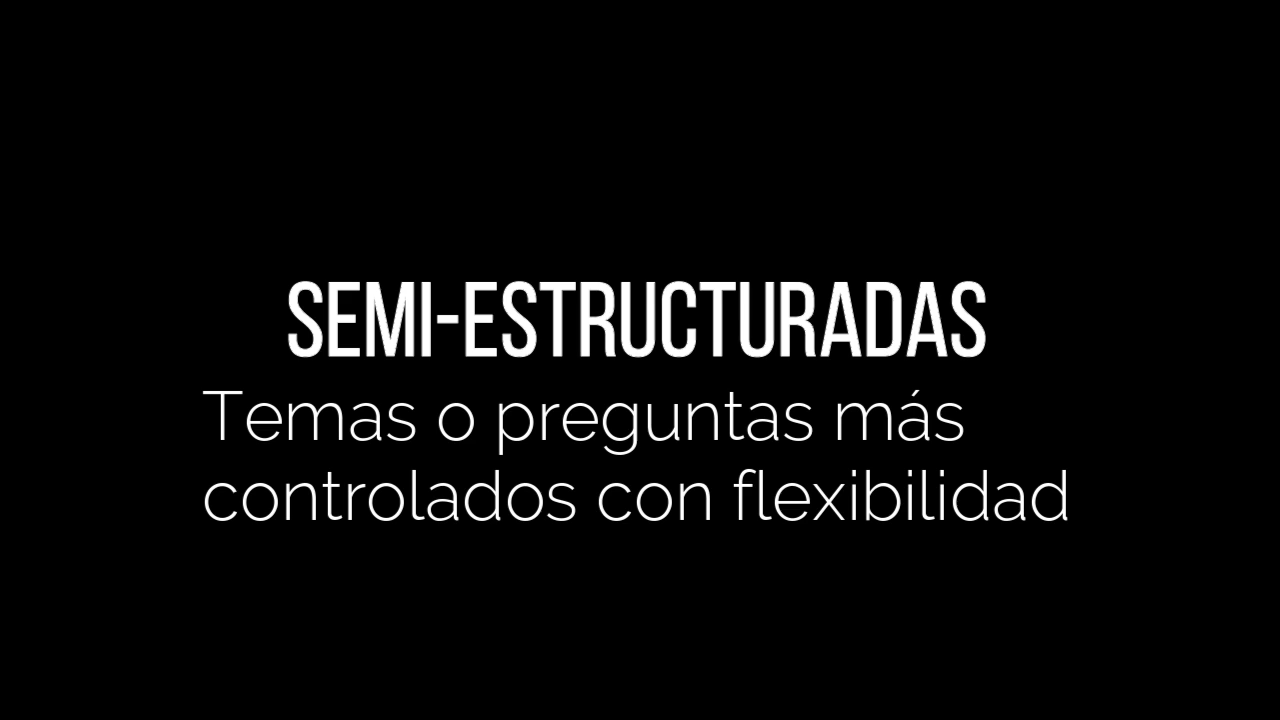 SEMI-ESTRUCTURADAS
Temas o preguntas más
controlados con flexibilidad